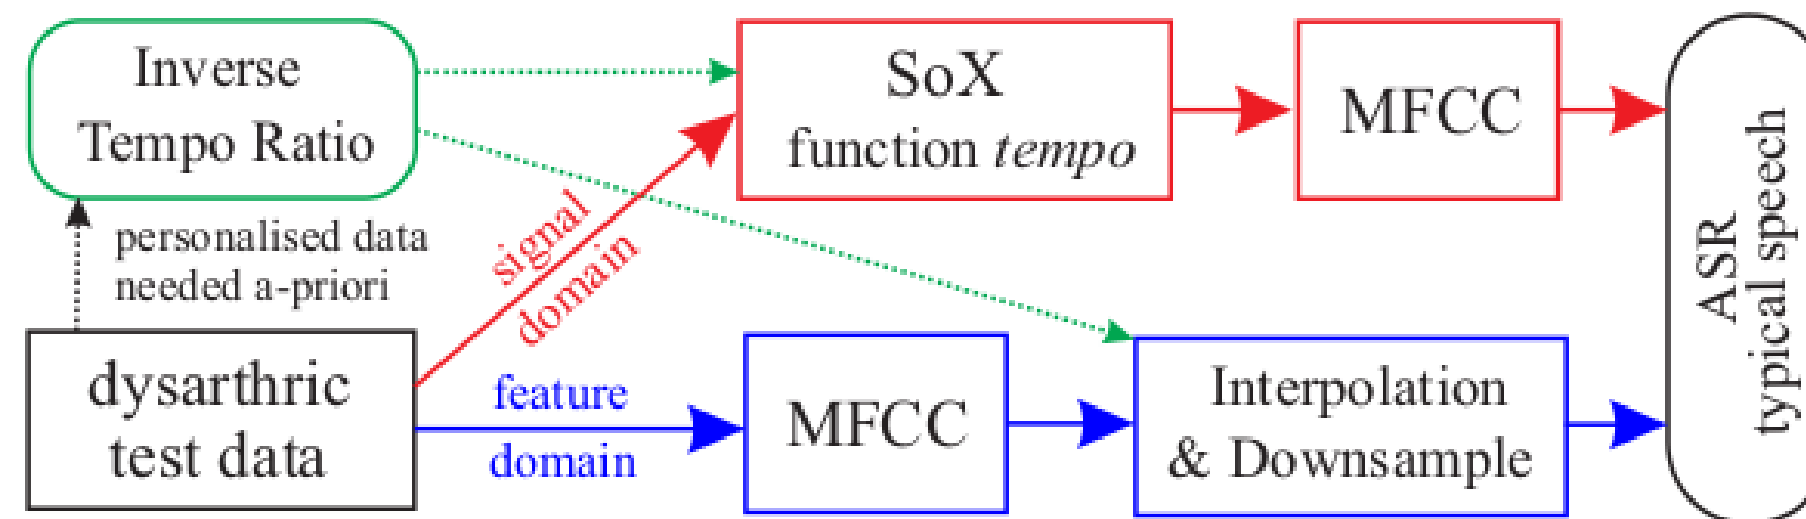 Inverse
Tempo Ratio
SoX
function tempo
MFCC
personalised data
needed a-priori
signal
domain
dysarthric
test data
feature
domain
MFCC
Interpolation
& Downsample
ASR
typical speech